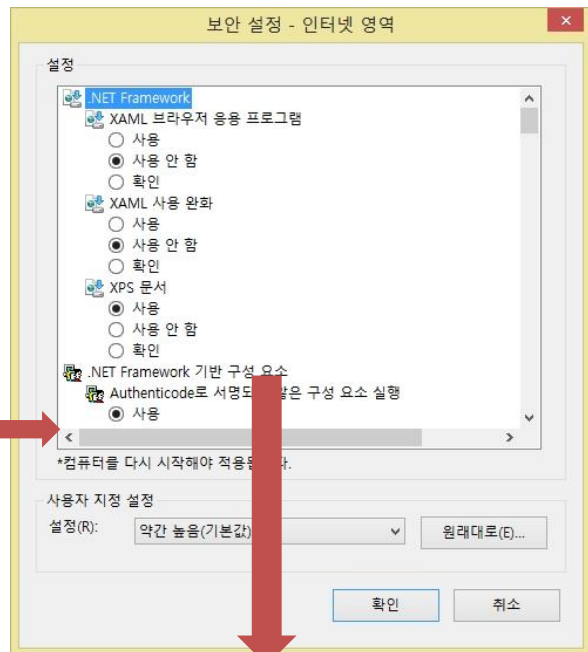 보안 설정 - 인터넷 영역
설정
.NET Framework
XAML 브라우저 응용 프로그램
사용
사용 안 함
확인
XAML 사용 완화
사용
사용 안 함
확인
XPS 문서
사용
사용 안 함
확인
.NET Framework 기반 구성 요소
Authenticode로 서명되 구성 요소 실행
사용
*컴퓨터를 다시 시작해야
사용자 지정 설정
설정(R):
약간 높음(기본값)
원래대로(E)...
확인
취소